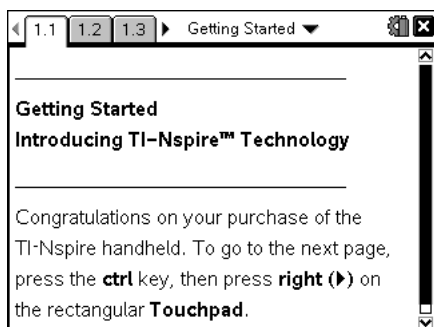 1.1 1.2 1.3 Getting Started
Getting Started
Introducing TI-Nspire™ Technology
Congratulations on your purchase of the
TI-Nspire handheld. To go to the next page,
press the ctrl key, then press right (▶) on
the rectangular Touchpad.